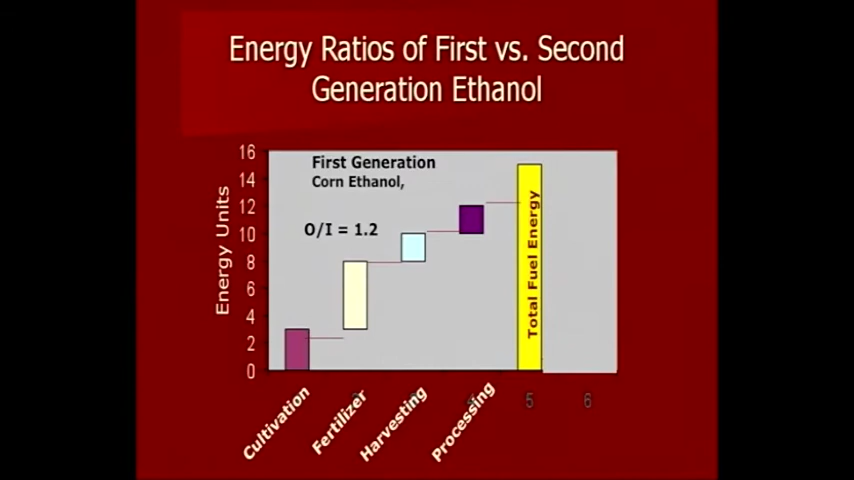 Energy Ratios of First vs. Second
Generation Ethanol
16
14
12
10
8
6
4
2
0
Energy Units
First Generation
Corn Ethanol,
O/I = 1.2
Total Fuel Energy
Cultivation
Fertilizer
Harvesting
Processing
5
6